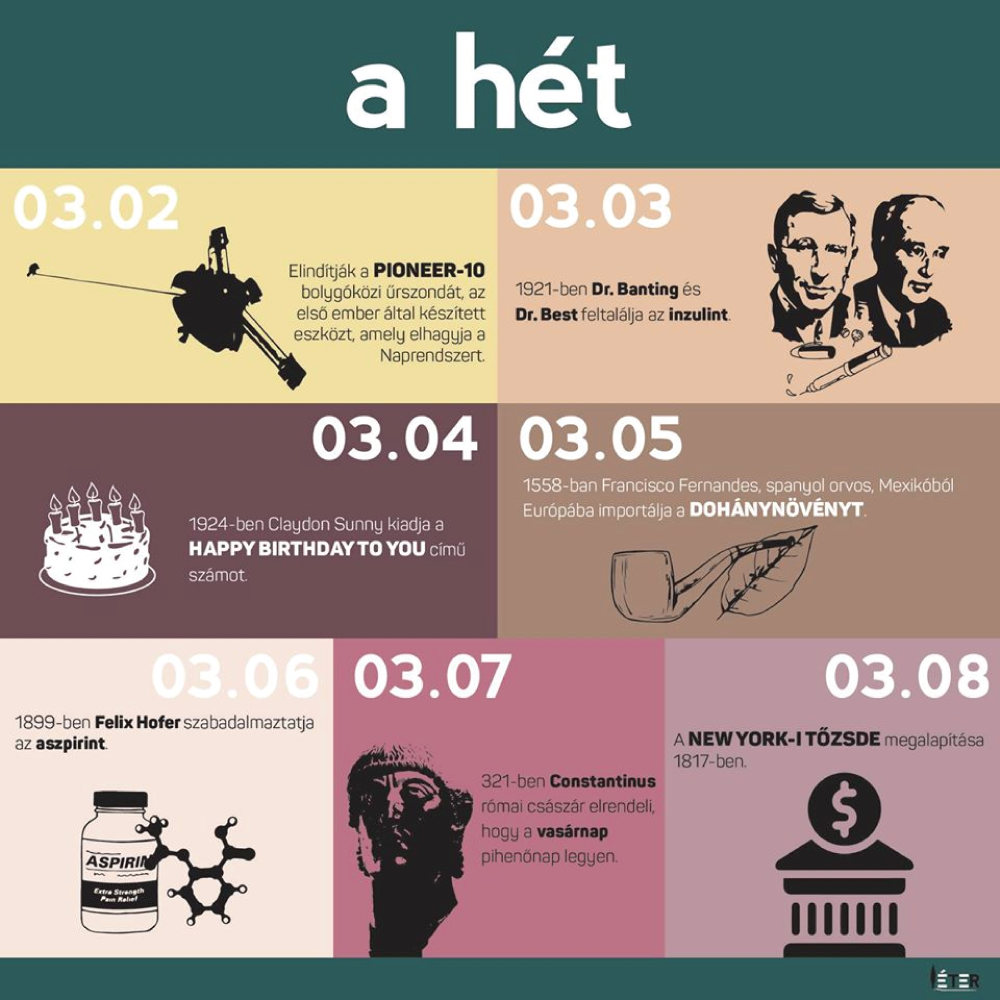 a hét
03.02
Elindítják a PIONEER-10
bolygóközi űrszondát, az
első ember által készített
eszközt, amely elhagyja a
Naprendszert.
03.03
1921-ben Dr. Banting és
Dr. Best feltalálja az inzulint.
03.04
1924-ben Claydon Sunny kiadja a
HAPPY BIRTHDAY TO YOU című
számot.
03.05
1558-ban Francisco Fernandes, spanyol orvos, Mexikóból
Európába importálja a DOHÁNYNÖVÉNYT.
03.06
1899-ben Felix Hofer szabadalmaztatja
az aszpirint.
ASPIRIN
Extra Strength
Pain Relief
03.07
321-ben Constantinus
római császár elrendeli,
hogy a vasárnap
pihenőnap legyen.
03.08
A NEW YORK-I TŐZSDE megalapítása
1817-ben.
$
ÉTER